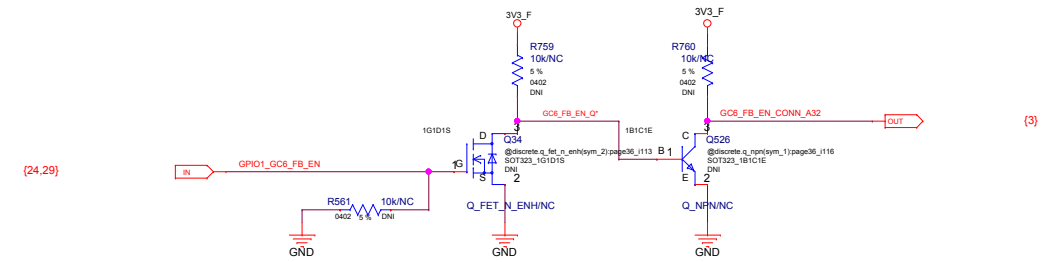 3V3_F
3V3_F
R759
10k/NC
5 %
0402
DNI
R760
10k/NC
5 %
0402
DNI
GC6_FB_EN_Q*
GC6_FB_EN_CONN_A32
OUT
{3}
1G1D1S
D
3
Q34
@discrete.q_fet_n_enh(sym_2):page36_i113
SOT323_1G1D1S
DNI
1
G
S
2
Q_FET_N_ENH/NC
1B1C1E
C
3
Q526
@discrete.q_npn(sym_1):page36_i116
SOT323_1B1C1E
DNI
B
1
E
2
Q_NPN/NC
{24,29}
IN
GPIO1_GC6_FB_EN
R561
10k/NC
0402
5 %
DNI
GND
GND
GND